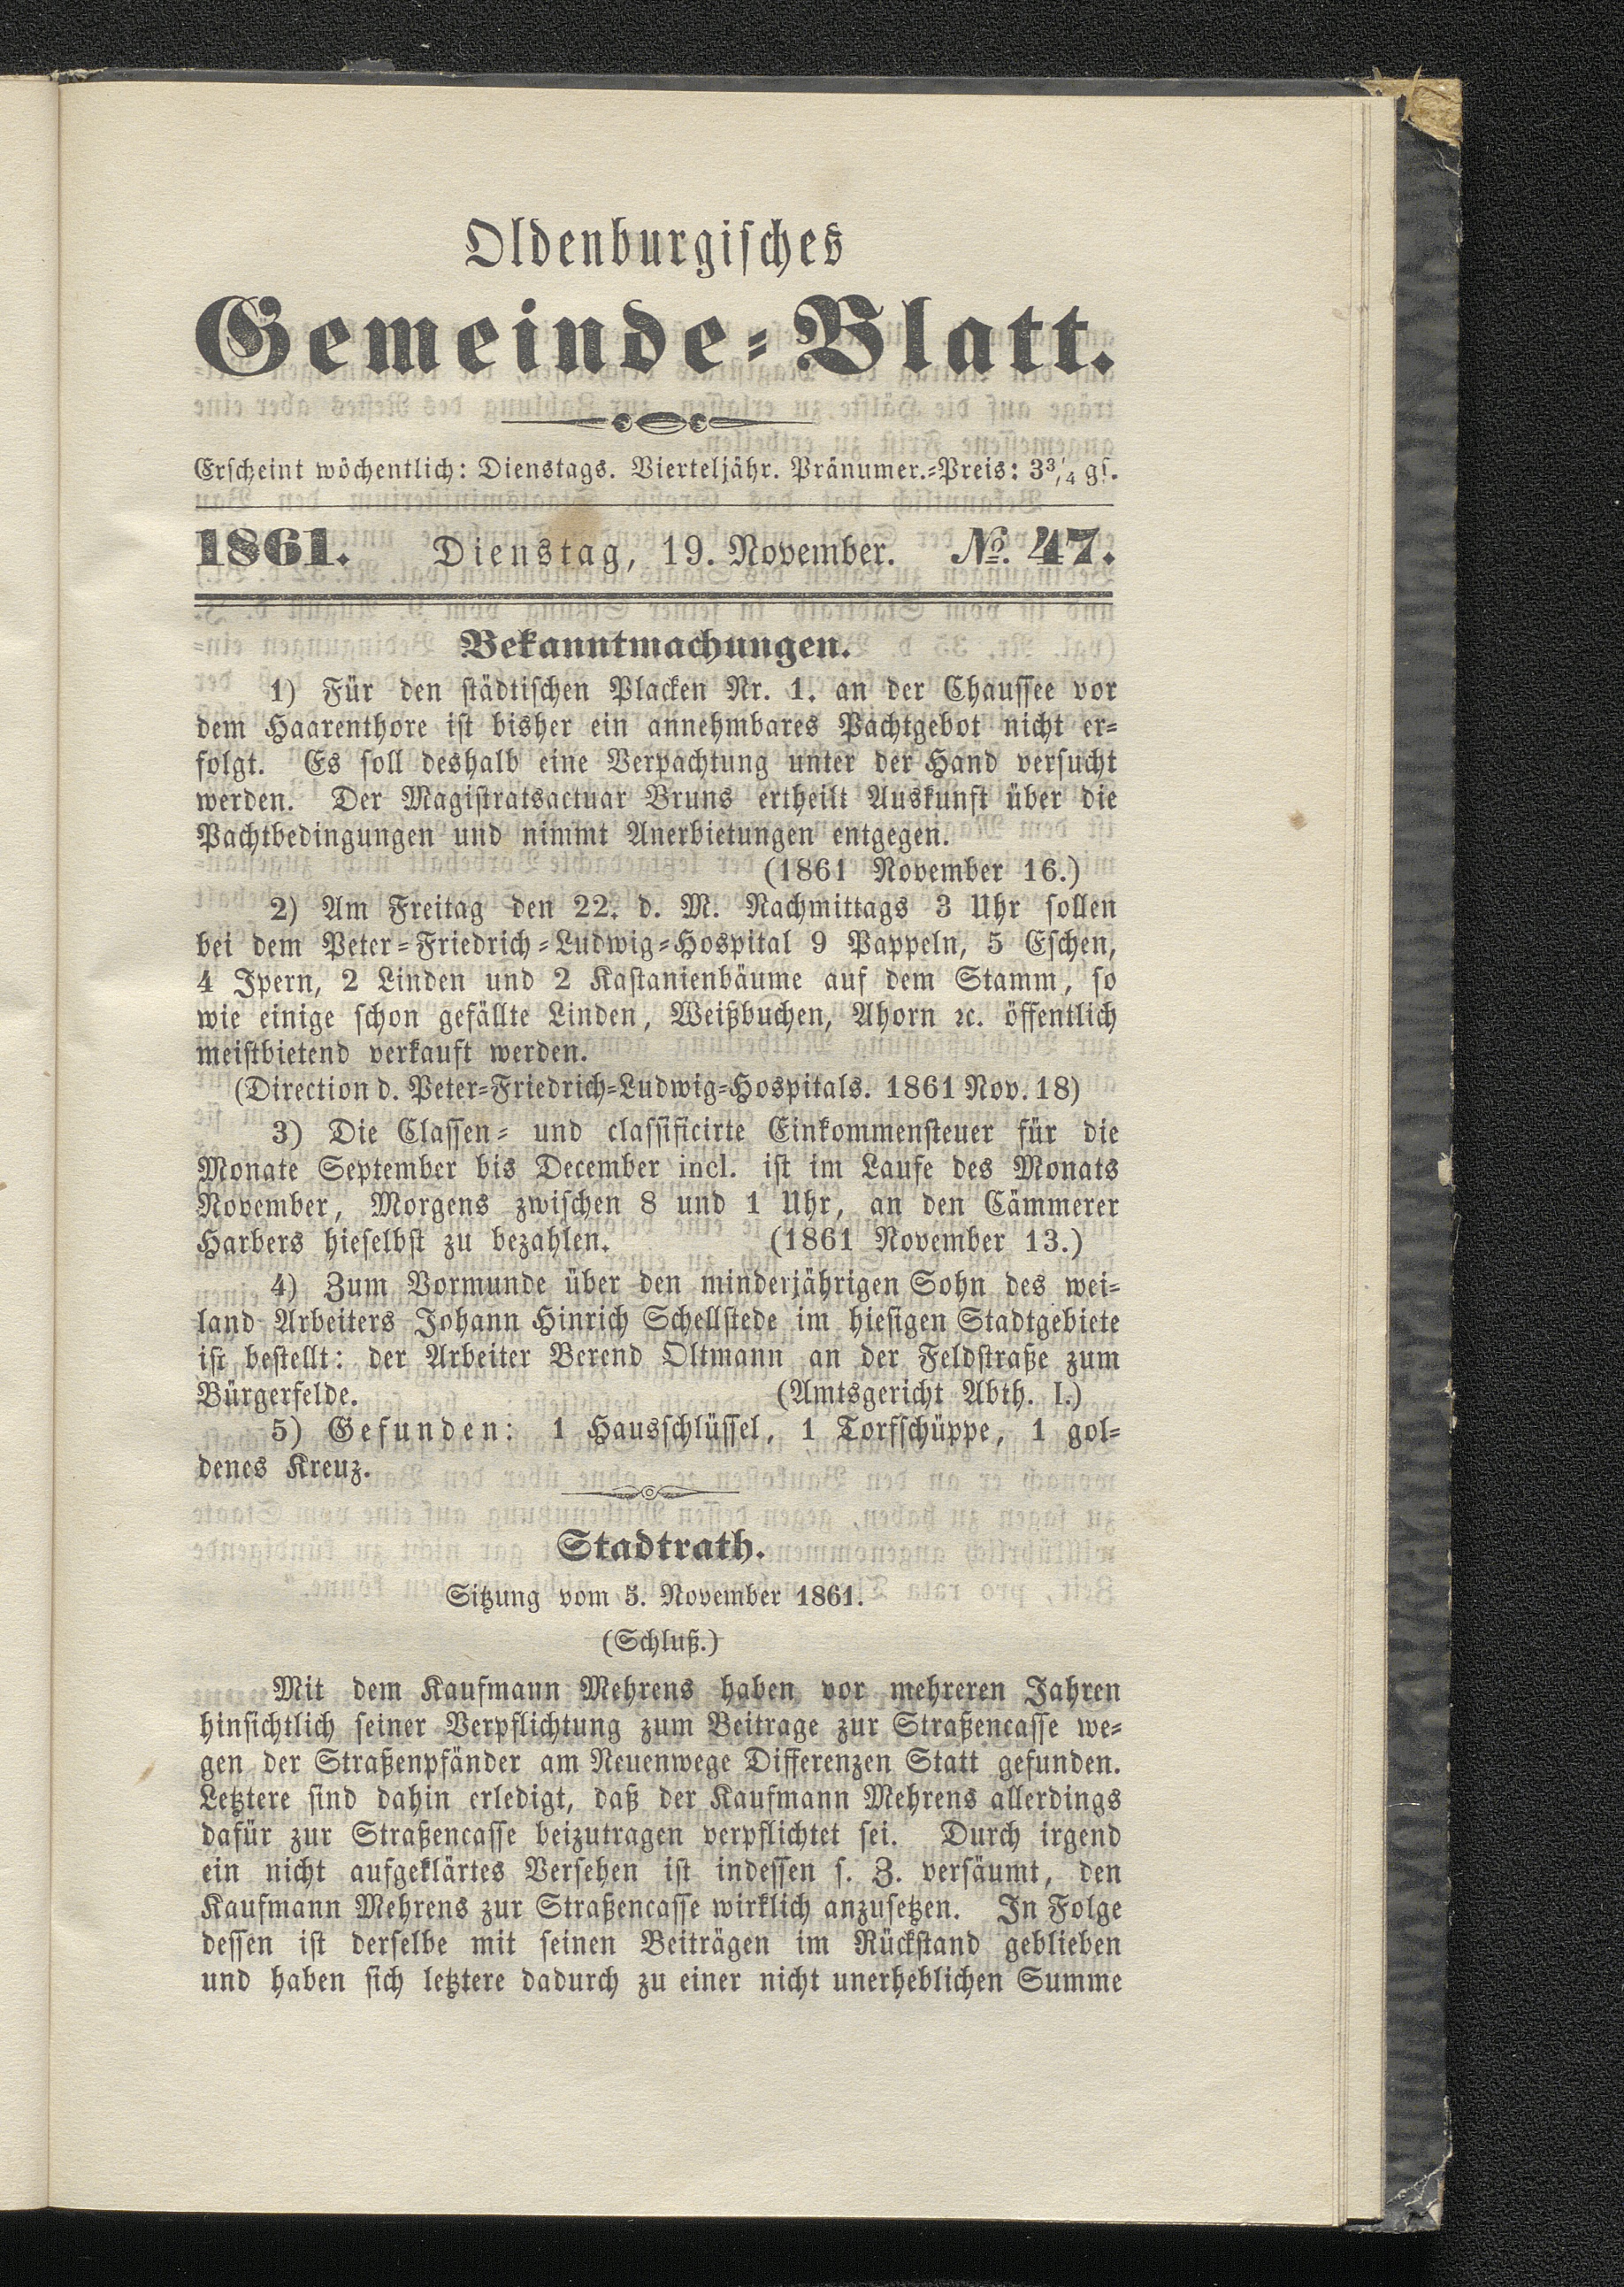 Oldenburgisches
Gemeinde-Blatt.
Erscheint wöchentlich: Dienstags. Vierteljähr. Pränumer.-Preis: 3¾ gs.
1861. Dienstag, 19. November. №. 47.
Bekanntmachungen.
1) Für den städtischen Placken Nr. 1. an der Chaussee vor
dem Haarenthore ist bisher ein annehmbares Pachtgebot nicht er-
folgt. Es soll deshalb eine Verpachtung unter der Hand versucht
werden. Der Magistratsactuar Bruns ertheilt Auskunft über die
Pachtbedingungen und nimmt Anerbietungen entgegen.
(1861 November 16.)
2) Am Freitag den 22. d. M. Nachmittags 3 Uhr sollen
bei dem Peter-Friedrich-Ludwig-Hospital 9 Pappeln, 5 Eschen,
4 Ipern, 2 Linden und 2 Kastanienbäume auf dem Stamm, so
wie einige schon gefällte Linden, Weißbuchen, Ahorn ꝛc. öffentlich
meistbietend verkauft werden.
(Direction d. Peter-Friedrich-Ludwig-Hospitals. 1861 Nov. 18)
3) Die Classen- und classificirte Einkommensteuer für die
Monate September bis December incl. ist im Laufe des Monats
November, Morgens zwischen 8 und 1 Uhr, an den Cämmerer
Harbers hieselbst zu bezahlen. (1861 November 13.)
4) Zum Vormunde über den minderjährigen Sohn des wei-
land Arbeiters Johann Hinrich Schellstede im hiesigen Stadtgebiete
ist bestellt: der Arbeiter Berend Oltmann an der Feldstraße zum
Bürgerfelde. (Amtsgericht Abth. I.)
5) Gefunden: 1 Hausschlüssel, 1 Torfschüppe, 1 gol-
denes Kreuz.
Stadtrath.
Sitzung vom 5. November 1861.
(Schluß.)
Mit dem Kaufmann Mehrens haben vor mehreren Jahren
hinsichtlich seiner Verpflichtung zum Beitrage zur Straßencasse we-
gen der Straßenpfänder am Neuenwege Differenzen Statt gefunden.
Letztere sind dahin erledigt, daß der Kaufmann Mehrens allerdings
dafür zur Straßencasse beizutragen verpflichtet sei. Durch irgend
ein nicht aufgeklärtes Versehen ist indessen s. Z. versäumt, den
Kaufmann Mehrens zur Straßencasse wirklich anzusetzen. In Folge
dessen ist derselbe mit seinen Beiträgen im Rückstand geblieben
und haben sich letztere dadurch zu einer nicht unerheblichen Summe